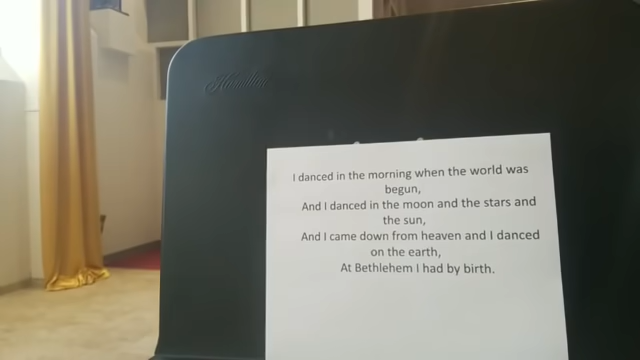 Hamilton
I danced in the morning when the world was
begun,
And I danced in the moon and the stars and
the sun,
And I came down from heaven and I danced
on the earth,
At Bethlehem I had by birth.